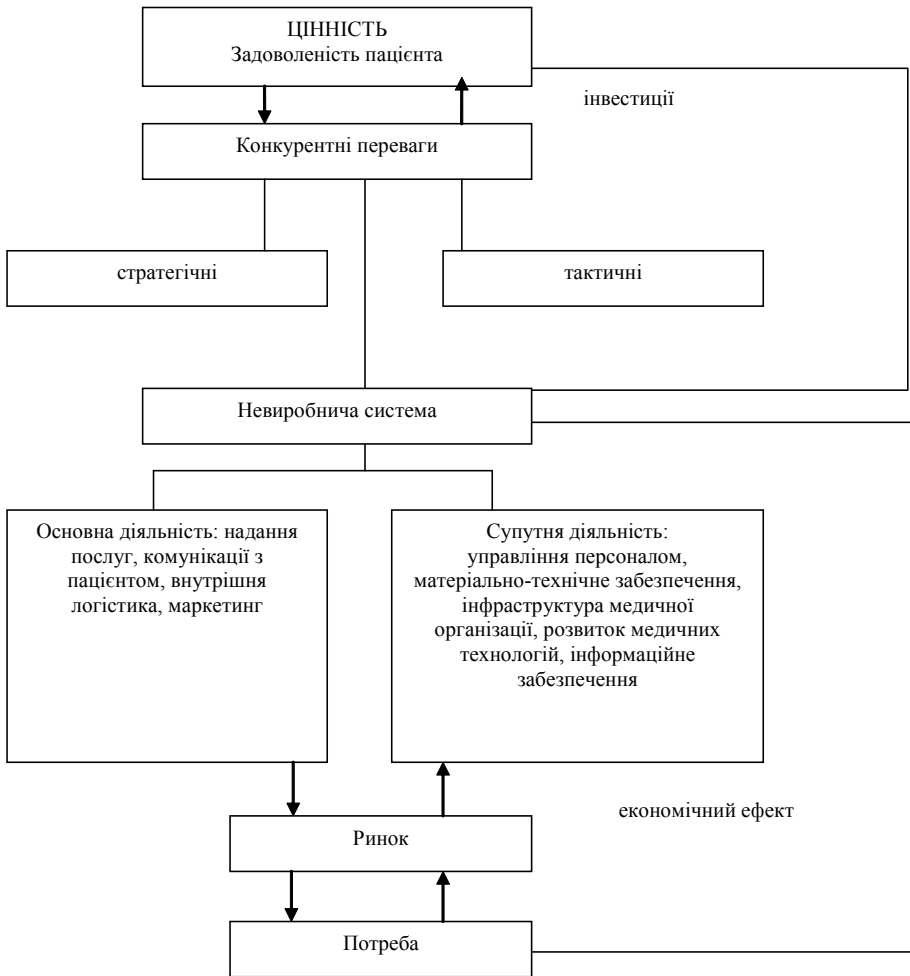 ЦІННІСТЬ
Задоволеність пацієнта
інвестиції
Конкурентні переваги
стратегічні
тактичні
Невиробнича система
Основна діяльність: надання
послуг, комунікації з
пацієнтом, внутрішня
логістика, маркетинг
Супутня діяльність:
управління персоналом,
матеріально-технічне забезпечення,
інфраструктура медичної
організації, розвиток медичних
технологій, інформаційне
забезпечення
економічний ефект
Ринок
Потреба